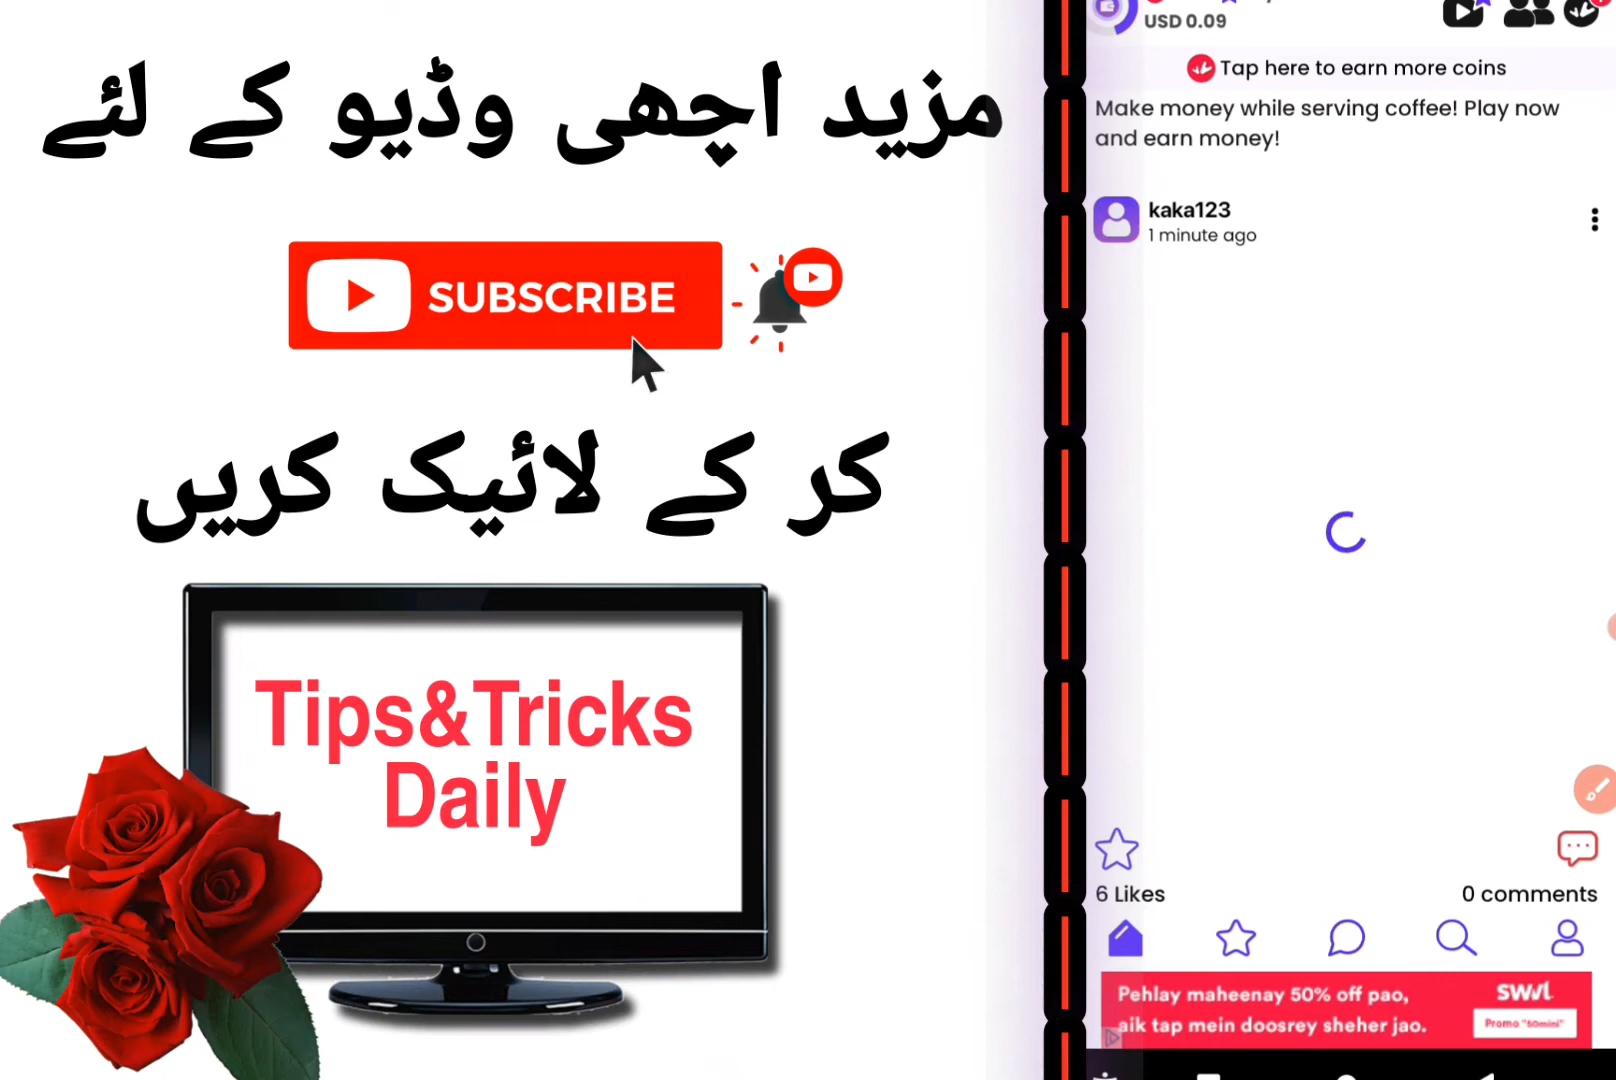 مزید اچھی وڈیو کے لئے
SUBSCRIBE
کر کے لائیک کریں
Tips&Tricks
Daily
USD 0.09
Tap here to earn more coins
Make money while serving coffee! Play now
and earn money!
kaka123
1 minute ago
6 Likes
0 comments
Pehlay maheenay 50% off pao,
aik tap mein doosrey sheher jao.
SWVL
Promo "50mini"